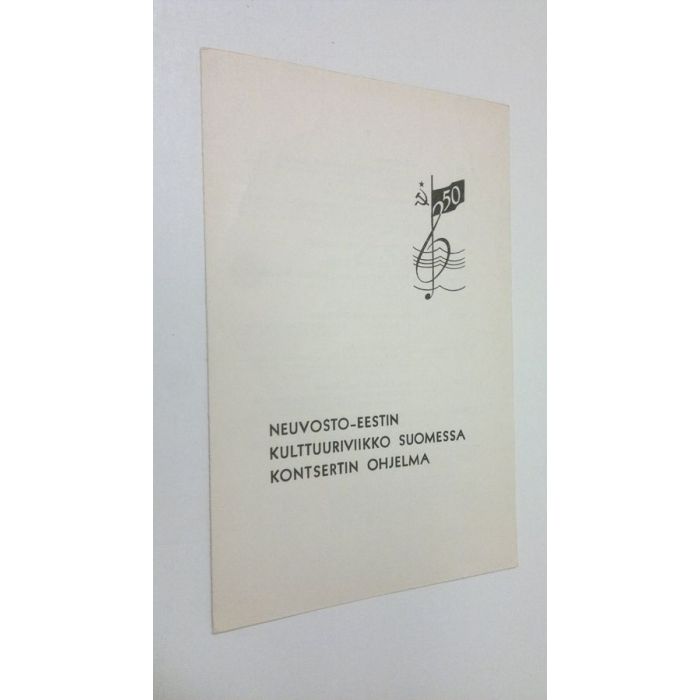 50
NEUVOSTO-EESTIN
KULTTUURIVIIKKO SUOMESSA
KONTSERTIN OHJELMA